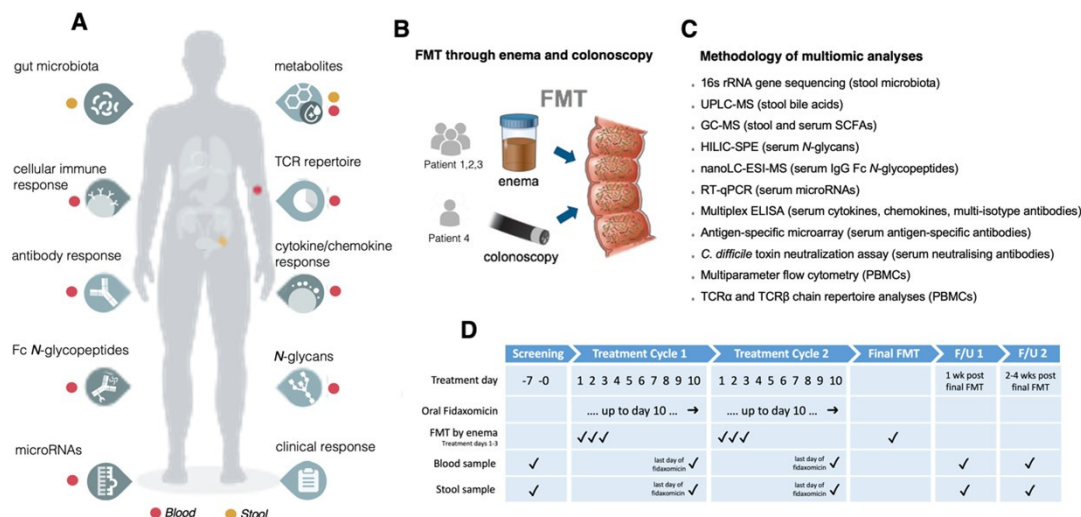 A
gut microbiota
metabolites
cellular immune
response
TCR repertoire
antibody response
cytokine/chemokine
response
Fc N-glycopeptides
N-glycans
microRNAs
clinical response
Blood
Stool
B
FMT through enema and colonoscopy
FMT
Patient 1,2,3
enema
Patient 4
colonoscopy
C
Methodology of multiomic analyses
16s rRNA gene sequencing (stool microbiota)
UPLC-MS (stool bile acids)
GC-MS (stool and serum SCFAs)
HILIC-SPE (serum N-glycans)
nanoLC-ESI-MS (serum IgG Fc N-glycopeptides)
RT-qPCR (serum microRNAs)
Multiplex ELISA (serum cytokines, chemokines, multi-isotype antibodies)
Antigen-specific microarray (serum antigen-specific antibodies)
C. difficile toxin neutralization assay (serum neutralising antibodies)
Multiparameter flow cytometry (PBMCs)
TCRα and TCRβ chain repertoire analyses (PBMCs)
D
Screening Treatment Cycle 1 Treatment Cycle 2 Final FMT F/U 1 F/U 2
Treatment day -7 -0 1 2 3 4 5 6 7 8 9 10 1 2 3 4 5 6 7 8 9 10 1 wk post final FMT 2-4 wks post final FMT
Oral Fidaxomicin .... up to day 10 ... → .... up to day 10 ... →
FMT by enema ✓✓✓ ✓✓✓ ✓
Treatment days 1-3
Blood sample ✓ last day of fidaxomicin ✓ last day of fidaxomicin ✓ ✓ ✓
Stool sample ✓ last day of fidaxomicin ✓ last day of fidaxomicin ✓ ✓ ✓